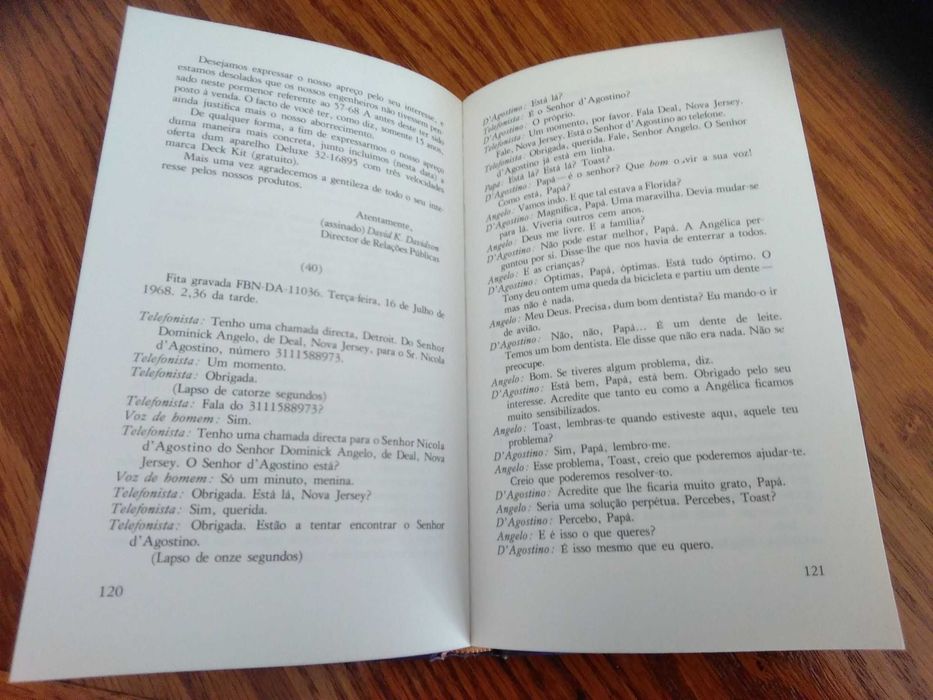 Desejamos expressar o nosso apreço pelo seu interesse, e
estamos desolados que os nossos engenheiros não tivessem pen-
sado neste pormenor referente ao 57-68 A antes deste ter sido
posto à venda. O facto de você ter, como diz, somente 15 anos,
ainda justifica mais o nosso aborrecimento.
De qualquer forma, a fim de expressarmos o nosso apreço
duma maneira mais concreta, junto incluimos (nesta data) a
oferta dum aparelho Deluxe 32-16895 com três velocidades
marca Deck Kit (gratuito).
Mais uma vez agradecemos a gentileza de todo o seu inte-
resse pelos nossos produtos.
Atentamente,
(assinado) David K. Davidson
Director de Relações Públicas
(40)
Fita gravada FBN-DA-11036. Terça-feira, 16 de Julho de
1968. 2,36 da tarde.
Telefonista: Tenho uma chamada directa, Detroit. Do Senhor
Dominick Angelo, de Deal, Nova Jersey, para o Sr. Nicola
d'Agostino, número 3111588973.
Telefonista: Um momento.
Telefonista: Obrigada.
(Lapso de catorze segundos)
Telefonista: Fala do 3111588973?
Voz de homem: Sim.
Telefonista: Tenho uma chamada directa para o Senhor Nicola
d'Agostino do Senhor Dominick Angelo, de Deal, Nova
Jersey. O Senhor d'Agostino está?
Voz de homem: Só um minuto, menina.
Telefonista: Obrigada. Está lá, Nova Jersey?
Telefonista: Sim, querida.
Telefonista: Obrigada. Estão a tentar encontrar o Senhor
d'Agostino.
(Lapso de onze segundos)
120
D'Agostino: Está lá?
Telefonista: É o Senhor d'Agostino?
D'Agostino: O próprio.
Telefonista: Um momento, por favor. Fala Deal, Nova Jersey.
Fale, Nova Jersey. Está o Senhor d'Agostino ao telefone.
Telefonista: Obrigada, querida. Fale, Senhor Angelo. O Senhor
d'Agostino já está em linha.
Papá: Está lá? Está lá? Toast?
D'Agostino: Papá — é o senhor? Que bom o.vir a sua voz!
Como está, Papá?
Angelo: Vamos indo. E que tal estava a Florida?
D'Agostino: Magnífica, Papá. Uma maravilha. Devia mudar-se
para lá. Viveria outros cem anos.
Angelo: Deus me livre. E a família?
D'Agostino: Não pode estar melhor, Papá. A Angélica per-
guntou por si. Disse-lhe que nos havia de enterrar a todos.
Angelo: E as crianças?
D'Agostino: Óptimas, Papá, óptimas. Está tudo óptimo. O
Tony deu ontem uma queda da bicicleta e partiu um dente —
mas não é nada.
Angelo: Meu Deus. Precisa, dum bom dentista? Eu mando-o ir
de avião.
D'Agostino: Não, não, Papá... É um dente de leite.
Temos um bom dentista. Ele disse que não era nada. Não se
preocupe.
Angelo: Bom. Se tiveres algum problema, diz.
D'Agostino: Está bem, Papá, está bem. Obrigado pelo seu
interesse. Acredite que tanto eu como a Angélica ficamos
muito sensibilizados.
Angelo: Toast, lembras-te quando estiveste aqui, aquele teu
problema?
D'Agostino: Sim, Papá, lembro-me.
Angelo: Esse problema, Toast, creio que poderemos ajudar-te.
Creio que poderemos resolver-to.
D'Agostino: Acredite que lhe ficaria muito grato, Papá.
Angelo: Seria uma solução perpétua. Percebes, Toast?
D'Agostino: Percebo, Papá.
Angelo: E é isso o que queres?
D'Agostino: É isso mesmo que eu quero.
121